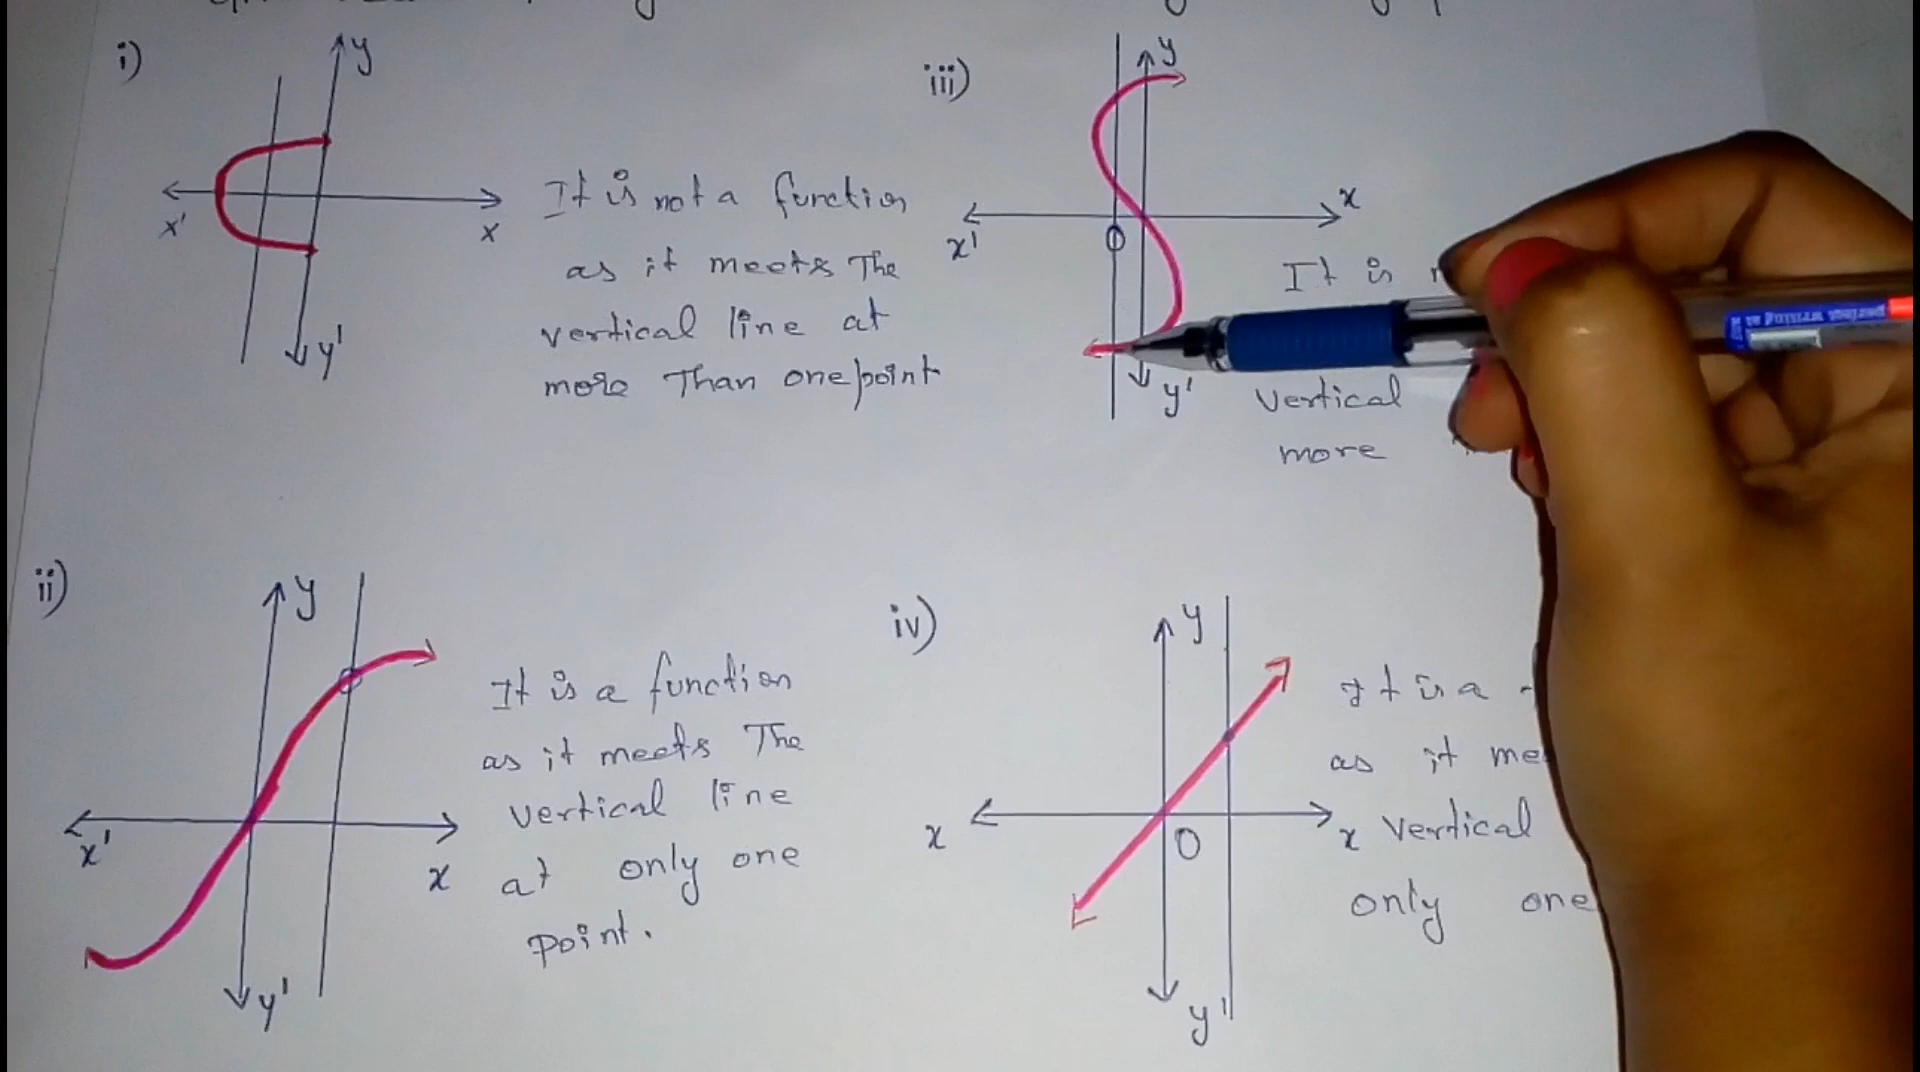 i)
y
x'
x
y'
It is not a function
as it meets The
vertical line at
more Than one point
iii)
y
x
x'
O
y'
It is
vertical
more
ii)
y
x'
x
y'
It is a function
as it meets The
vertical line
at only one
point.
iv)
y
x
x
O
y'
It is a
as it me
vertical
only one
perfect writing